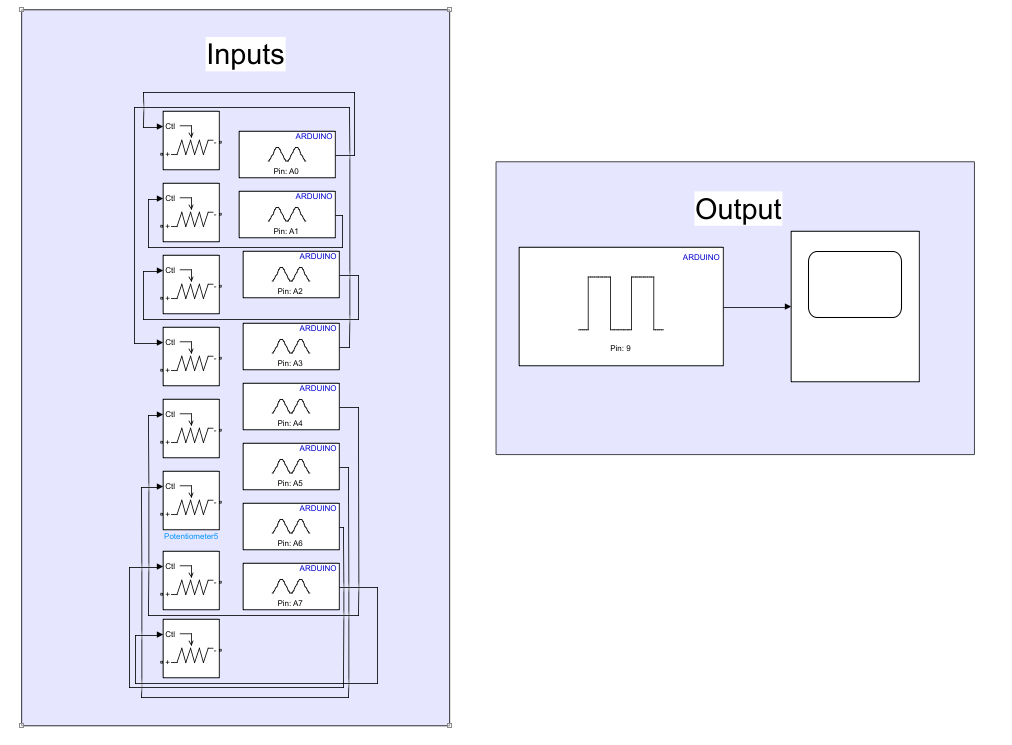 Inputs
Ctl
+
-
ARDUINO
Pin: A0
Ctl
+
-
ARDUINO
Pin: A1
Ctl
+
-
ARDUINO
Pin: A2
Ctl
+
-
ARDUINO
Pin: A3
Ctl
+
-
ARDUINO
Pin: A4
Ctl
+
-
Potentiometer5
ARDUINO
Pin: A5
ARDUINO
Pin: A6
Ctl
+
-
ARDUINO
Pin: A7
Ctl
+
-
Output
ARDUINO
Pin: 9